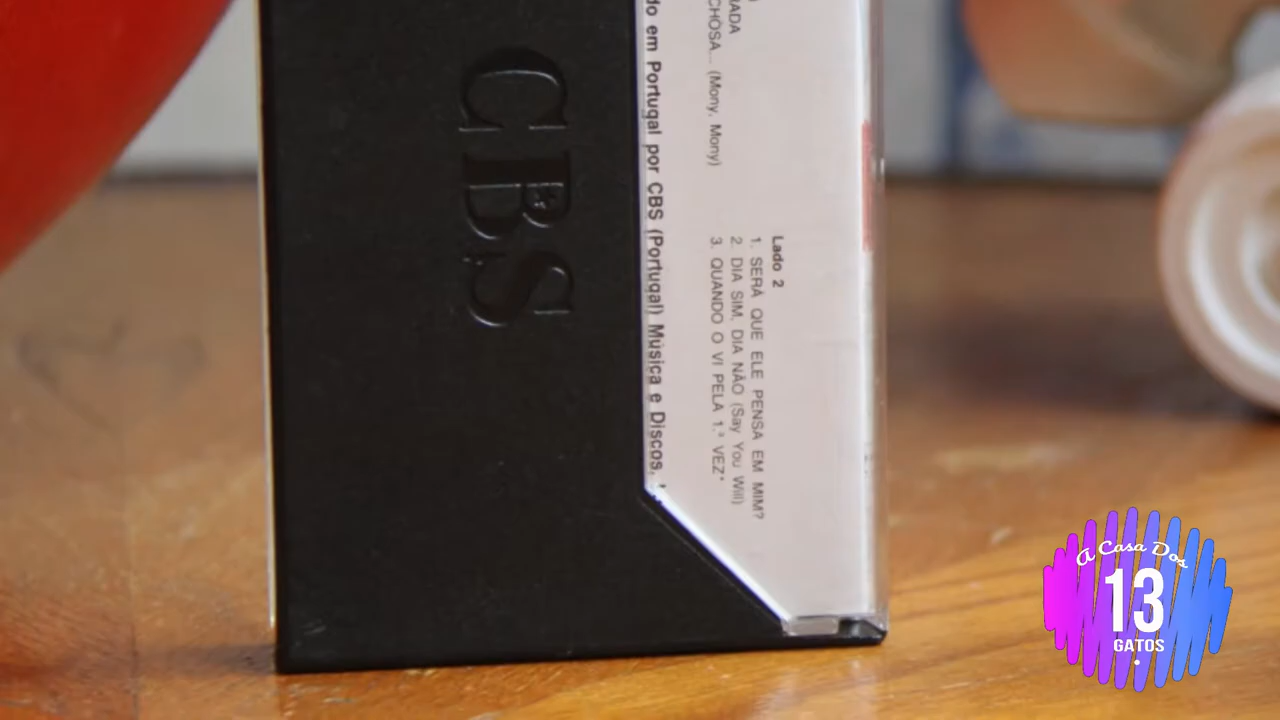 CBS
do em Portugal por CBS (Portugal) Música e Discos,
RADA
CHOSA... (Mony, Mony)
Lado 2
1. SERÁ QUE ELE PENSA EM MIM?
2. DIA SIM, DIA NÃO (Say You Will)
3. QUANDO O VI PELA 1.ª VEZ*
A Casa Dos
13
GATOS